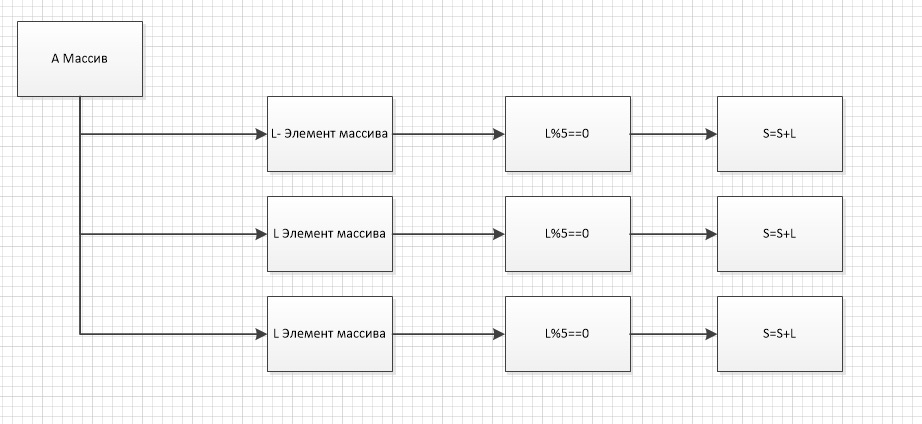 А Массив
L- Элемент массива
L%5==0
S=S+L
L Элемент массива
L%5==0
S=S+L
L Элемент массива
L%5==0
S=S+L